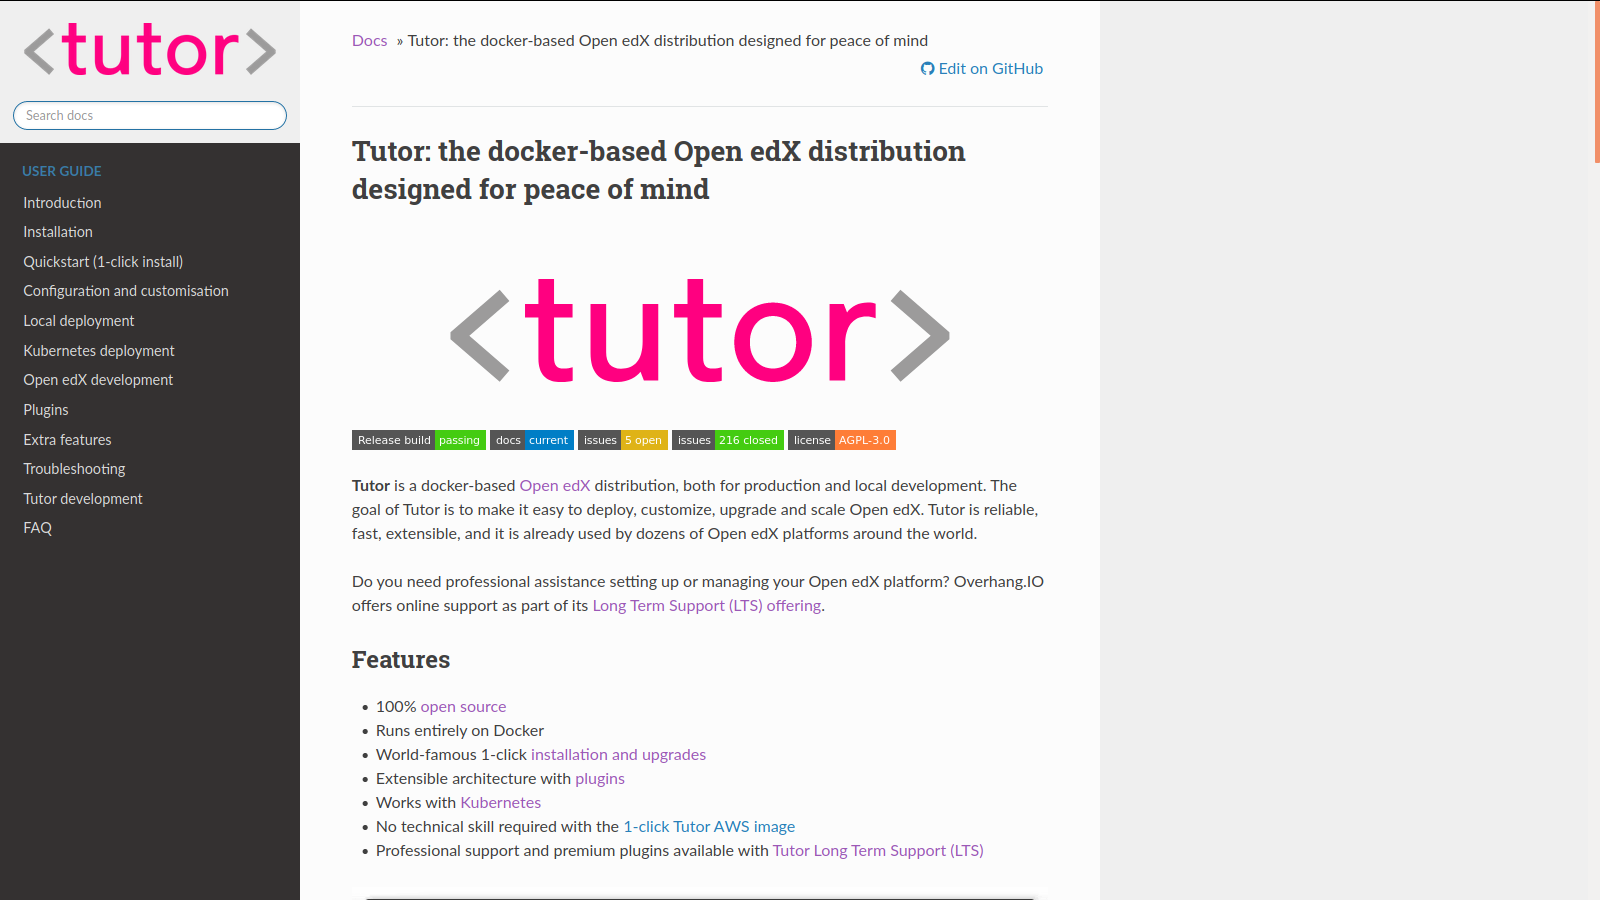 <tutor>
Search docs
USER GUIDE
Introduction
Installation
Quickstart (1-click install)
Configuration and customisation
Local deployment
Kubernetes deployment
Open edX development
Plugins
Extra features
Troubleshooting
Tutor development
FAQ
Docs » Tutor: the docker-based Open edX distribution designed for peace of mind
Edit on GitHub
Tutor: the docker-based Open edX distribution
designed for peace of mind
<tutor>
Release build passing docs current issues 5 open issues 216 closed license AGPL-3.0
Tutor is a docker-based Open edX distribution, both for production and local development. The
goal of Tutor is to make it easy to deploy, customize, upgrade and scale Open edX. Tutor is reliable,
fast, extensible, and it is already used by dozens of Open edX platforms around the world.
Do you need professional assistance setting up or managing your Open edX platform? Overhang.IO
offers online support as part of its Long Term Support (LTS) offering.
Features
• 100% open source
• Runs entirely on Docker
• World-famous 1-click installation and upgrades
• Extensible architecture with plugins
• Works with Kubernetes
• No technical skill required with the 1-click Tutor AWS image
• Professional support and premium plugins available with Tutor Long Term Support (LTS)